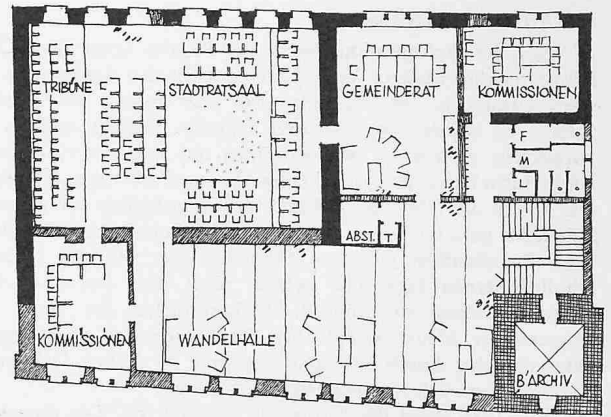 TRIBÜNE
STADTRATSAAL
GEMEINDERAT
KOMMISSIONEN
F
M
L
ABST.
T
KOMMISSIONEN
WANDELHALLE
B'ARCHIV